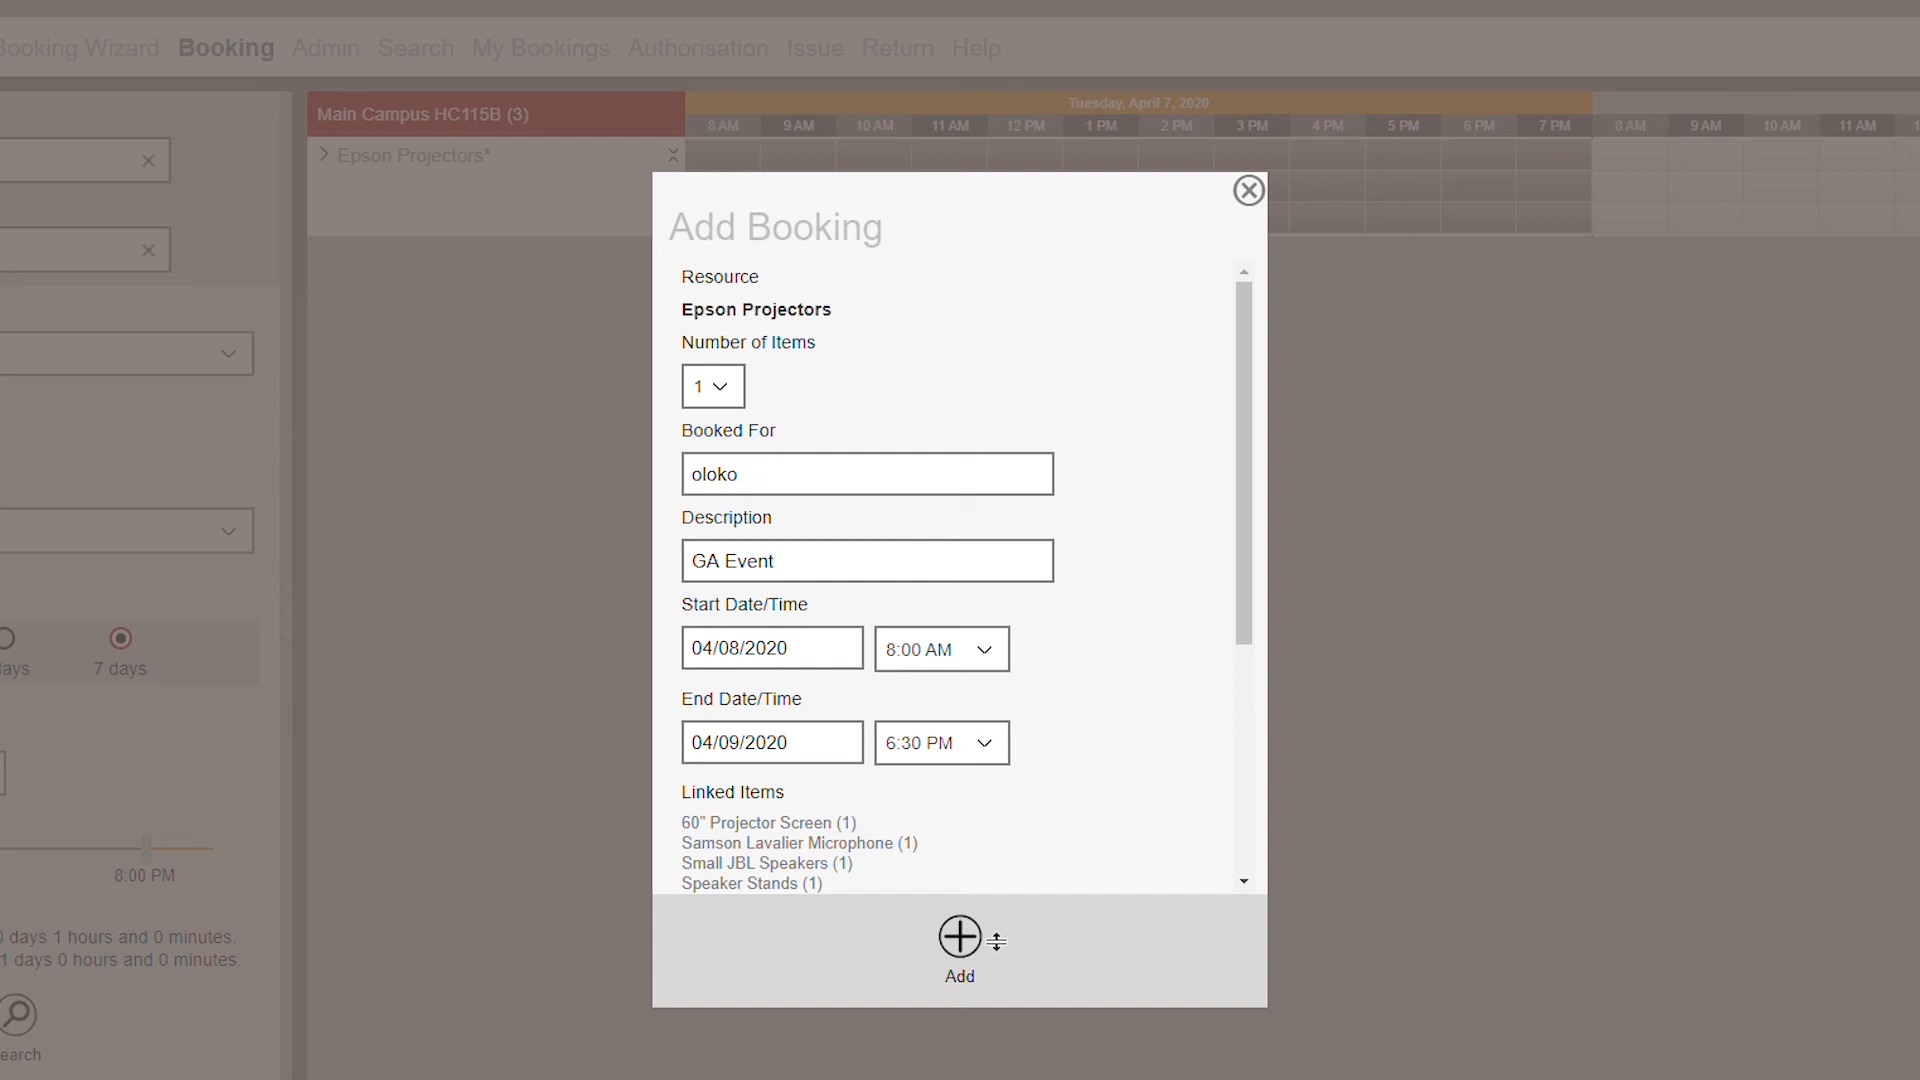 Booking Wizard Booking Admin Search My Bookings Authorisation Issue Return Help
Main Campus HC115B (3)
Tuesday, April 7, 2020
8 AM 9 AM 10 AM 11 AM 12 PM 1 PM 2 PM 3 PM 4 PM 5 PM 6 PM 7 PM 8 AM 9 AM 10 AM 11 AM
Epson Projectors*
Add Booking
Resource
Epson Projectors
Number of Items
1
Booked For
oloko
Description
GA Event
Start Date/Time
04/08/2020 8:00 AM
End Date/Time
04/09/2020 6:30 PM
Linked Items
60" Projector Screen (1)
Samson Lavalier Microphone (1)
Small JBL Speakers (1)
Speaker Stands (1)
Add
7 days
8:00 PM
0 days 1 hours and 0 minutes.
1 days 0 hours and 0 minutes.
earch